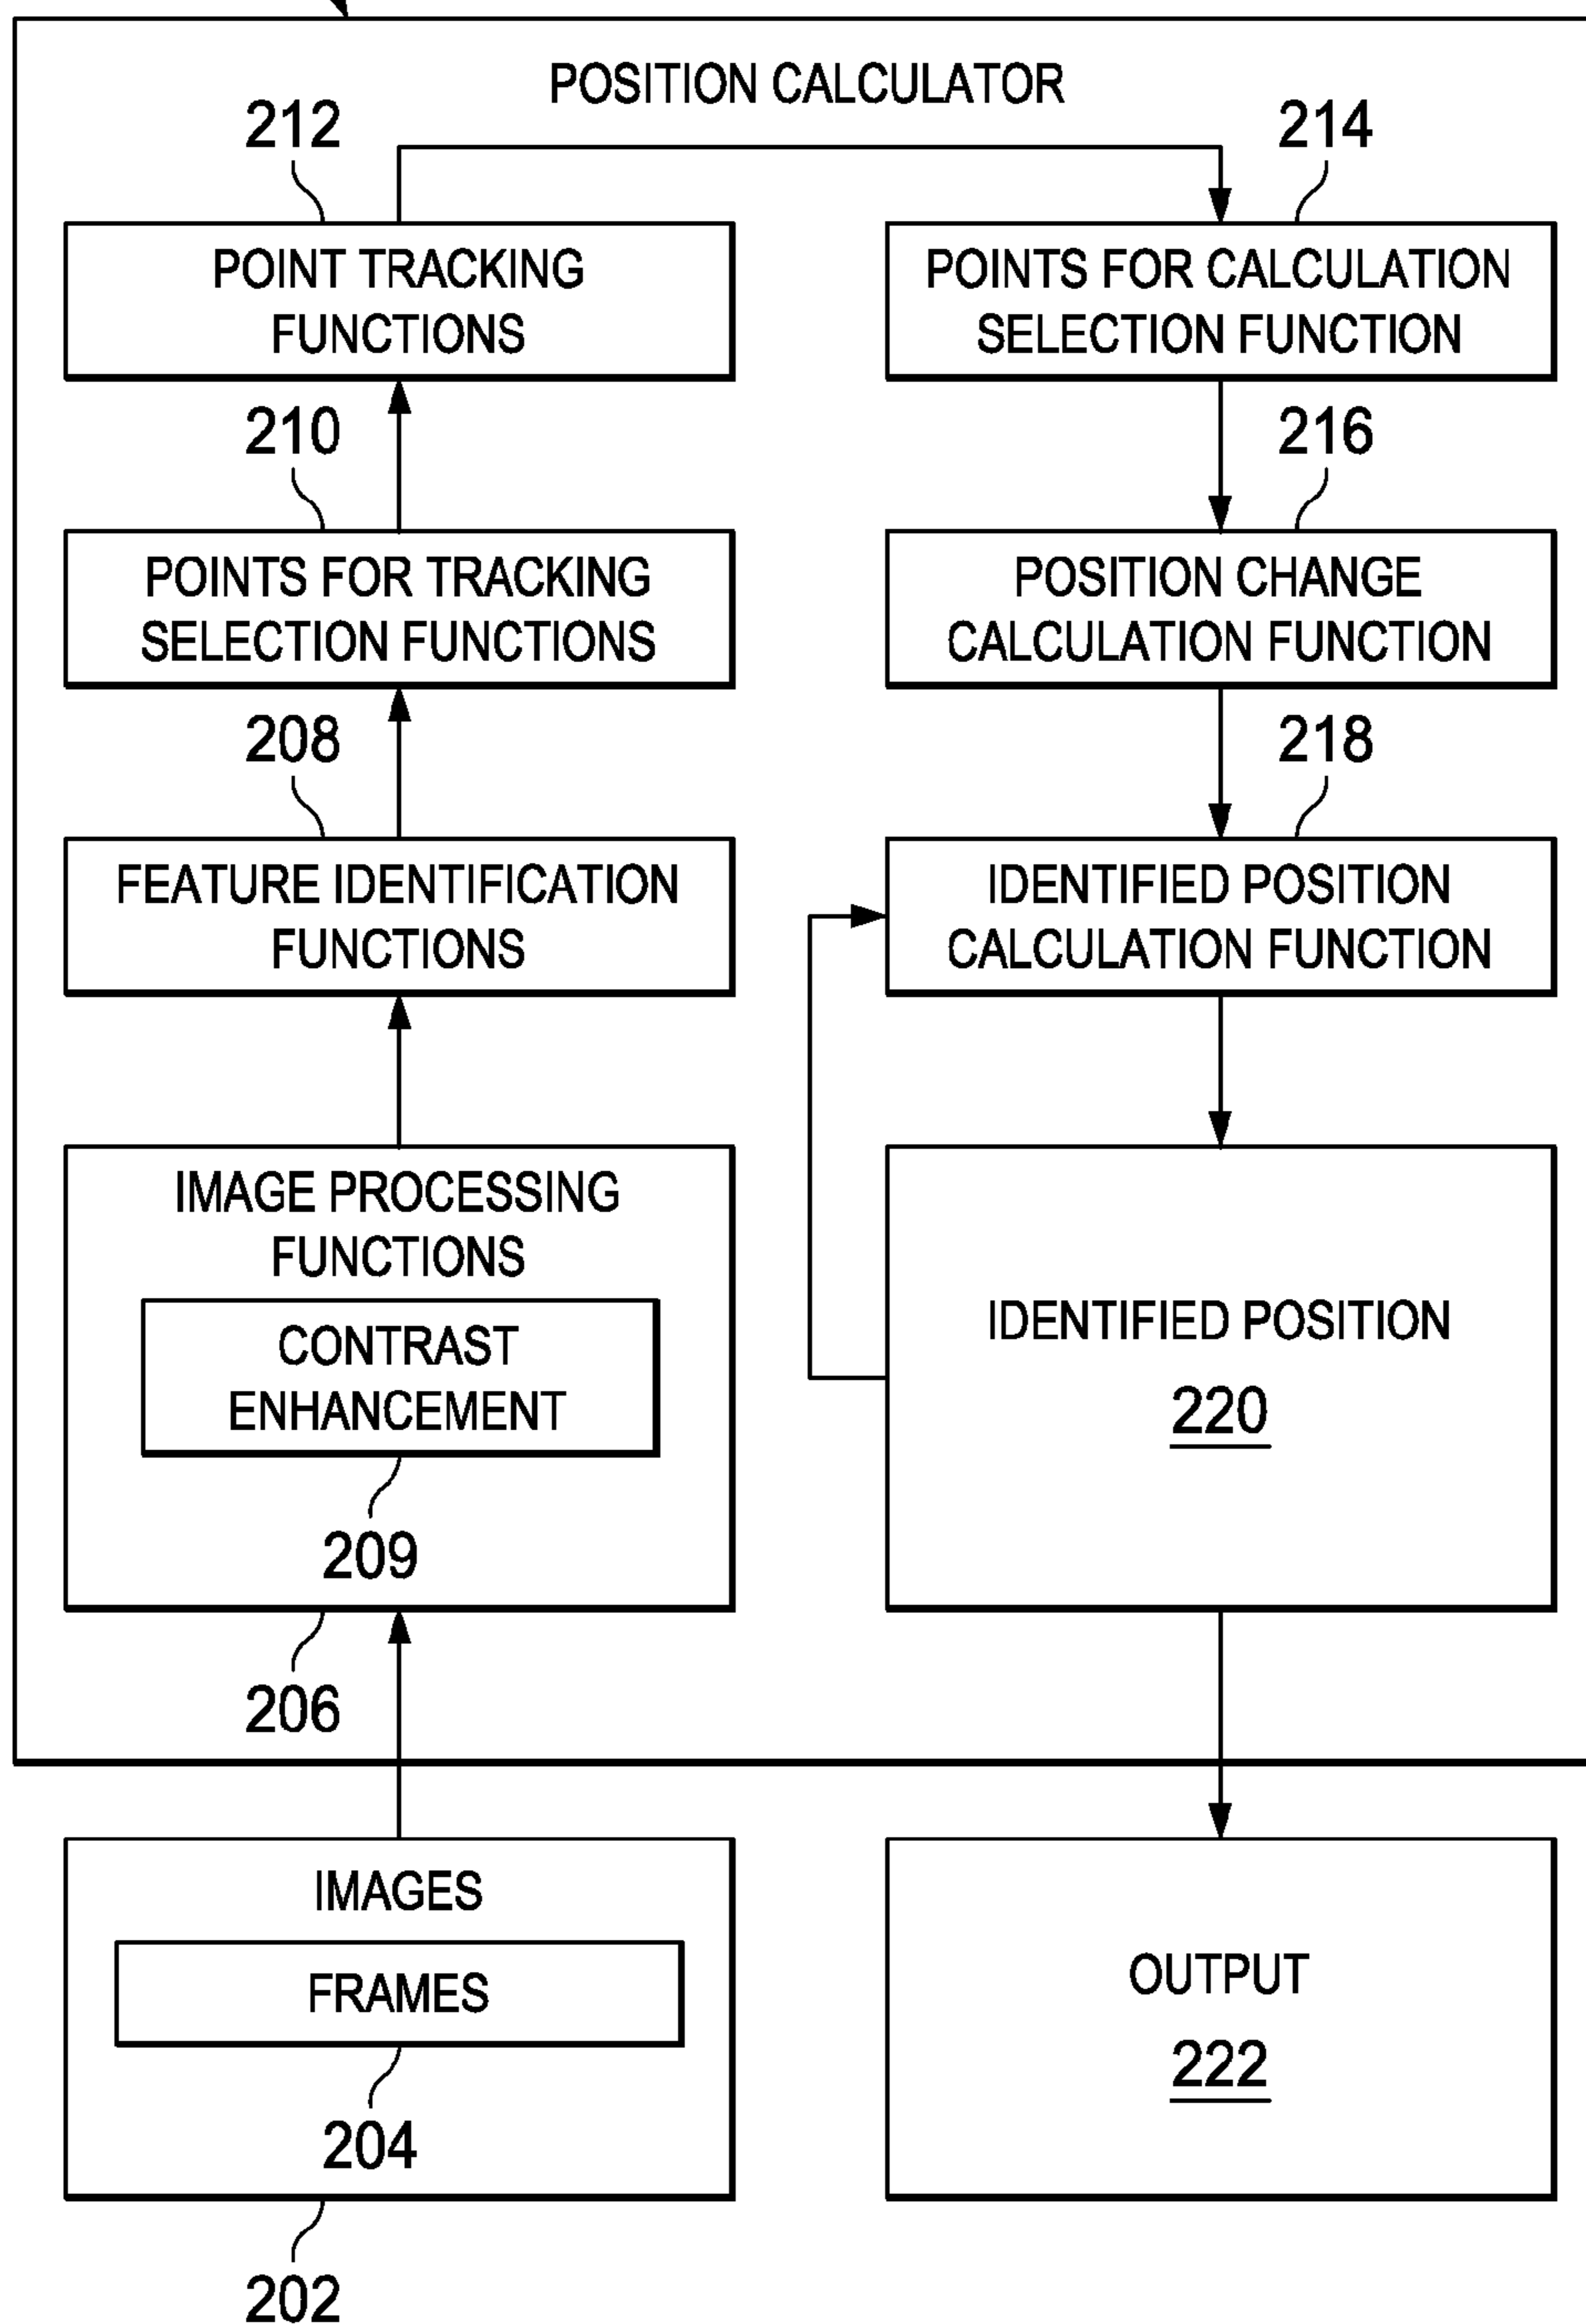 POSITION CALCULATOR
212
POINT TRACKING
FUNCTIONS
214
POINTS FOR CALCULATION
SELECTION FUNCTION
210
POINTS FOR TRACKING
SELECTION FUNCTIONS
216
POSITION CHANGE
CALCULATION FUNCTION
208
FEATURE IDENTIFICATION
FUNCTIONS
218
IDENTIFIED POSITION
CALCULATION FUNCTION
IMAGE PROCESSING
FUNCTIONS
CONTRAST
ENHANCEMENT
209
206
IDENTIFIED POSITION
220
IMAGES
FRAMES
204
202
OUTPUT
222